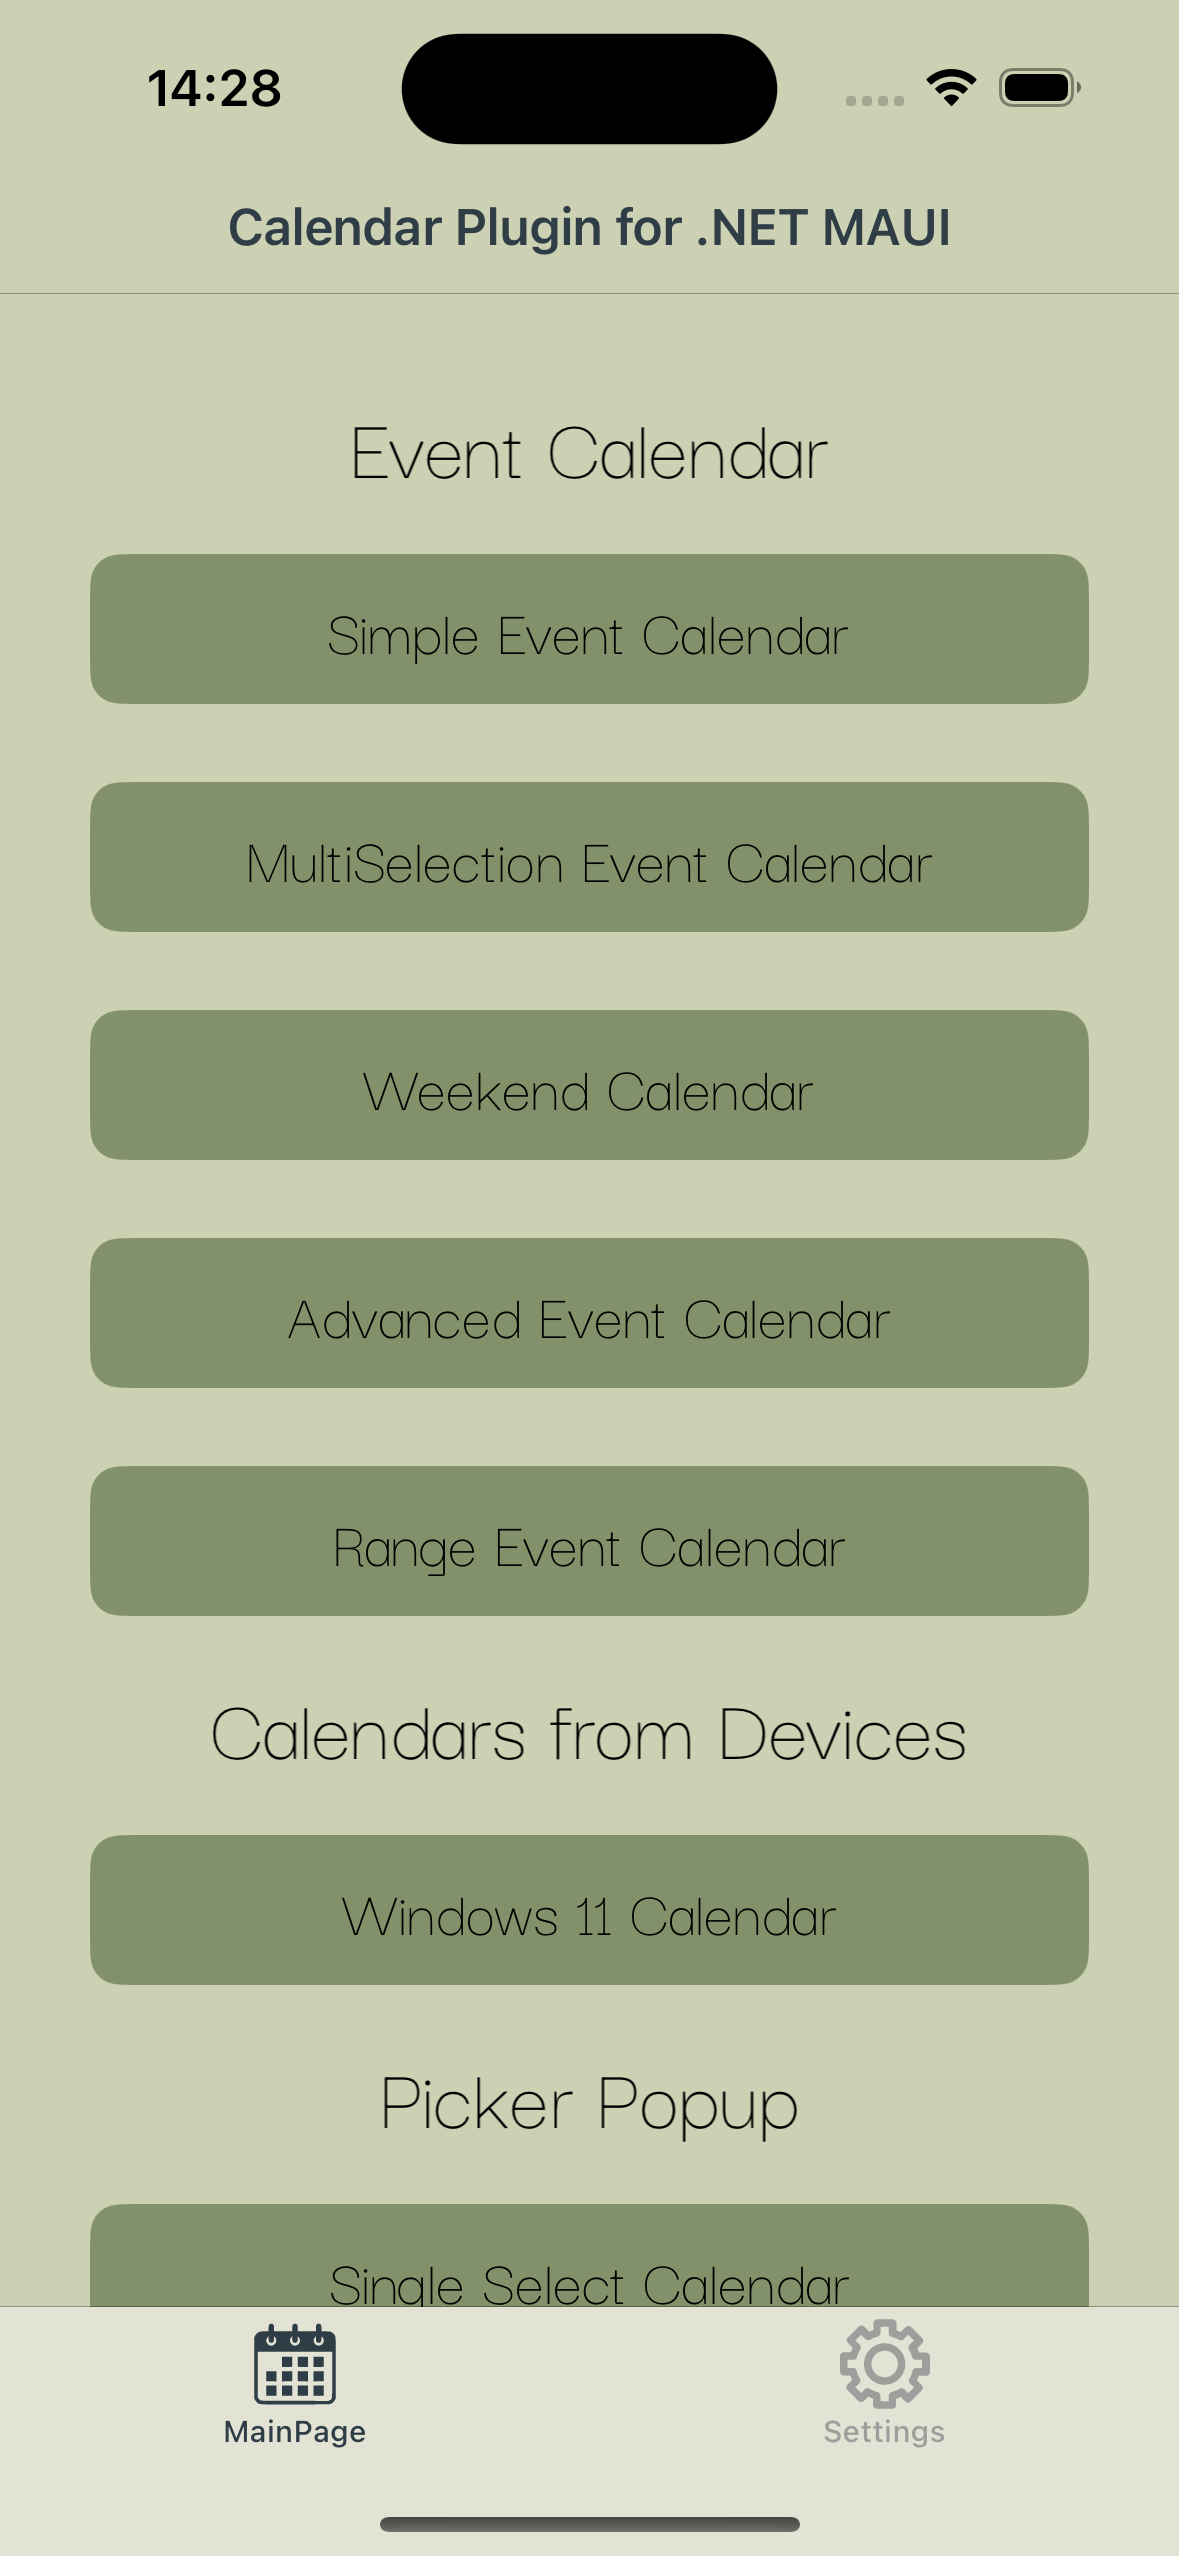 14:28
Calendar Plugin for .NET MAUI
Event Calendar
Simple Event Calendar
MultiSelection Event Calendar
Weekend Calendar
Advanced Event Calendar
Range Event Calendar
Calendars from Devices
Windows 11 Calendar
Picker Popup
Single Select Calendar
MainPage
Settings